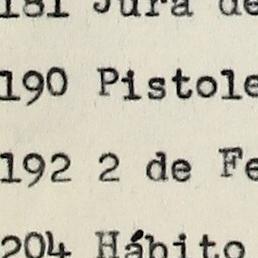 181 Jura de
190 Pistole
192 2 de Fe
204 Hábito